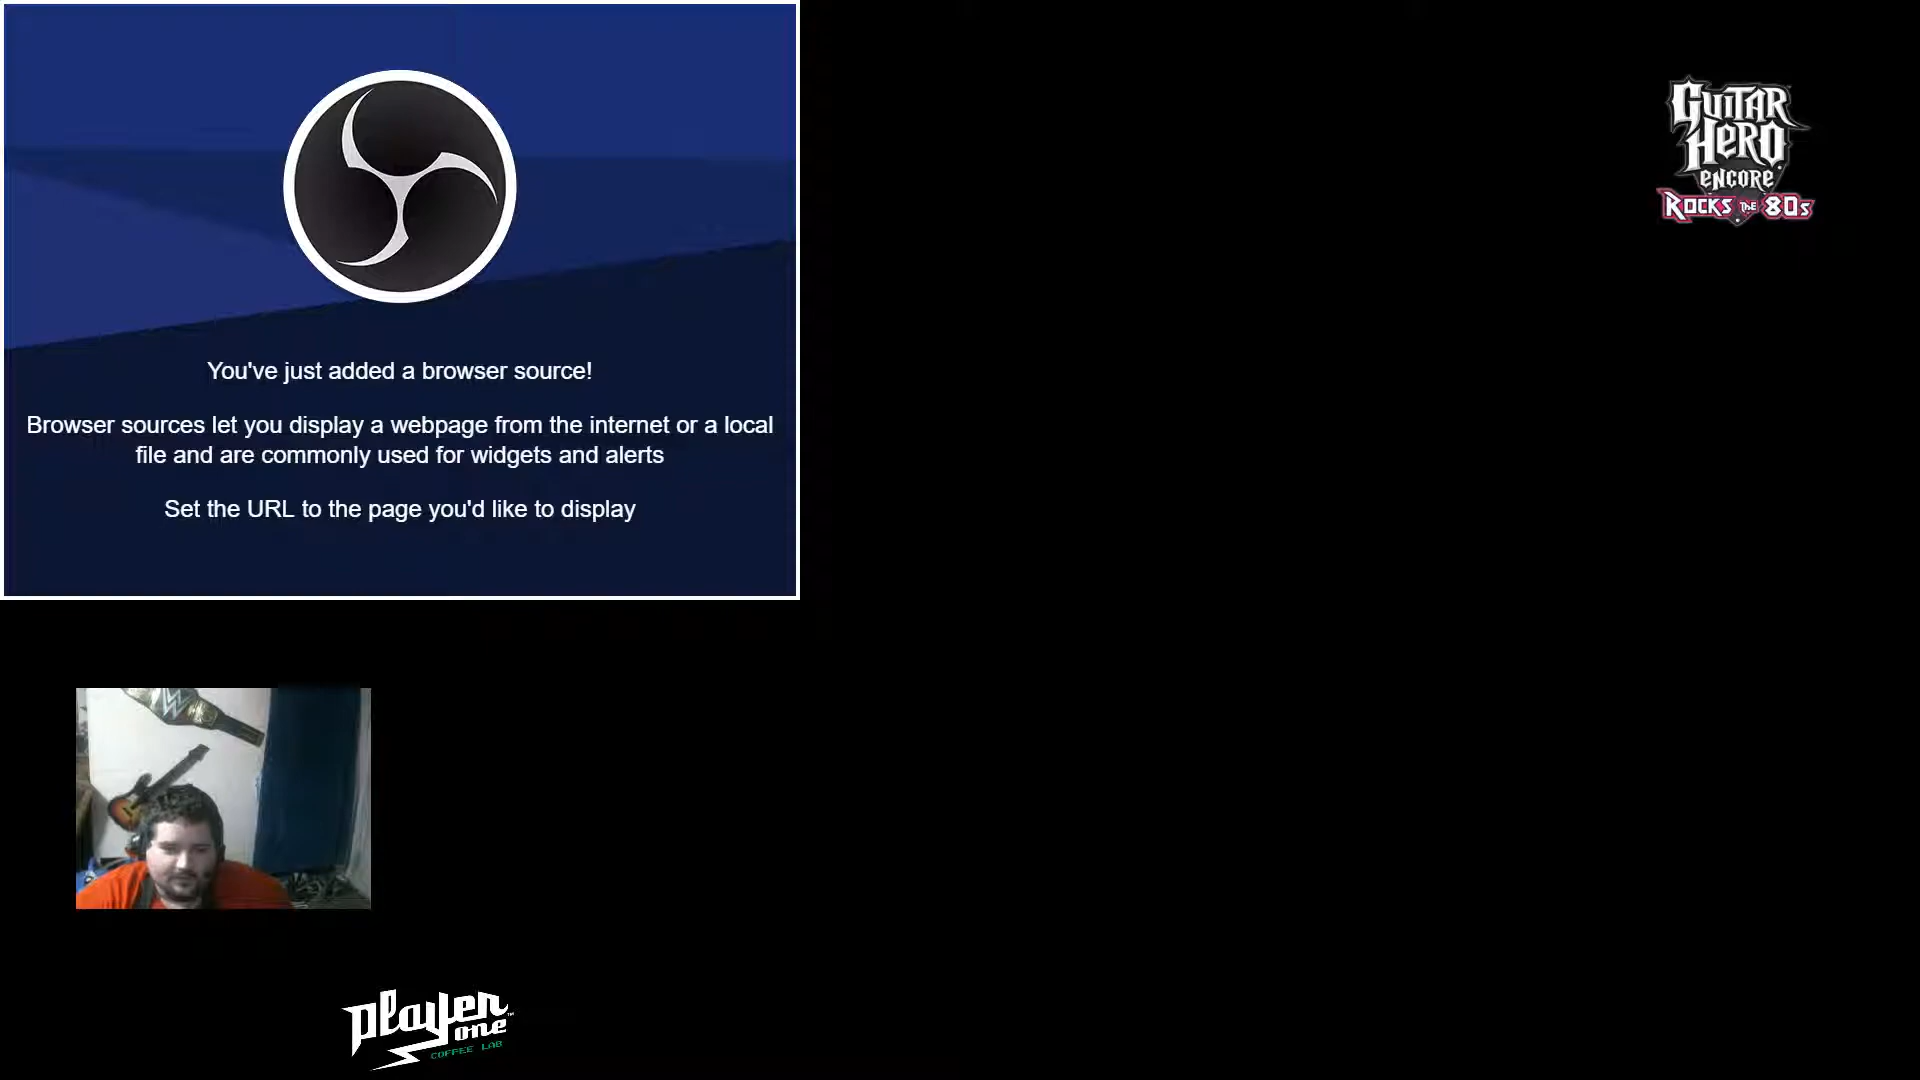 You've just added a browser source!
Browser sources let you display a webpage from the internet or a local
file and are commonly used for widgets and alerts
Set the URL to the page you'd like to display
GUITAR
HERO
ENCORE
ROCKS THE 80s
W
player
one™
COFFEE LAB